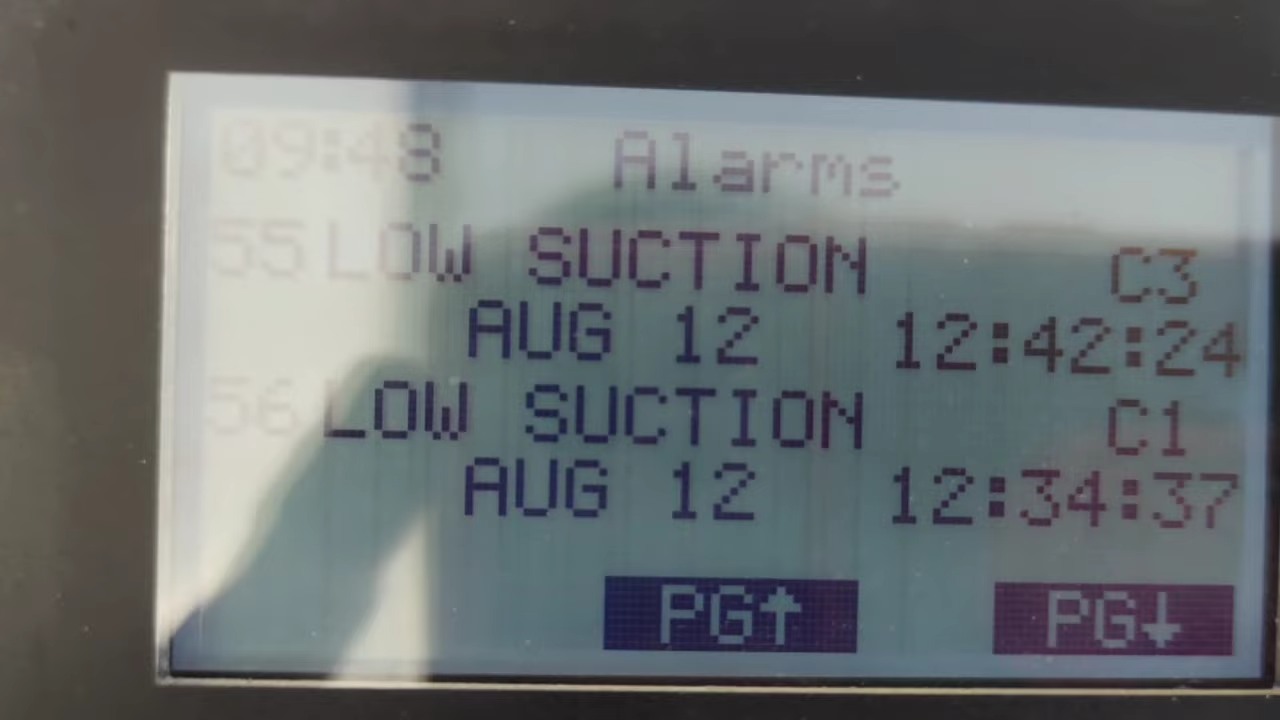 09:48 Alarms
55 LOW SUCTION C3
AUG 12 12:42:24
56 LOW SUCTION C1
AUG 12 12:34:37
PG↑ PG↓